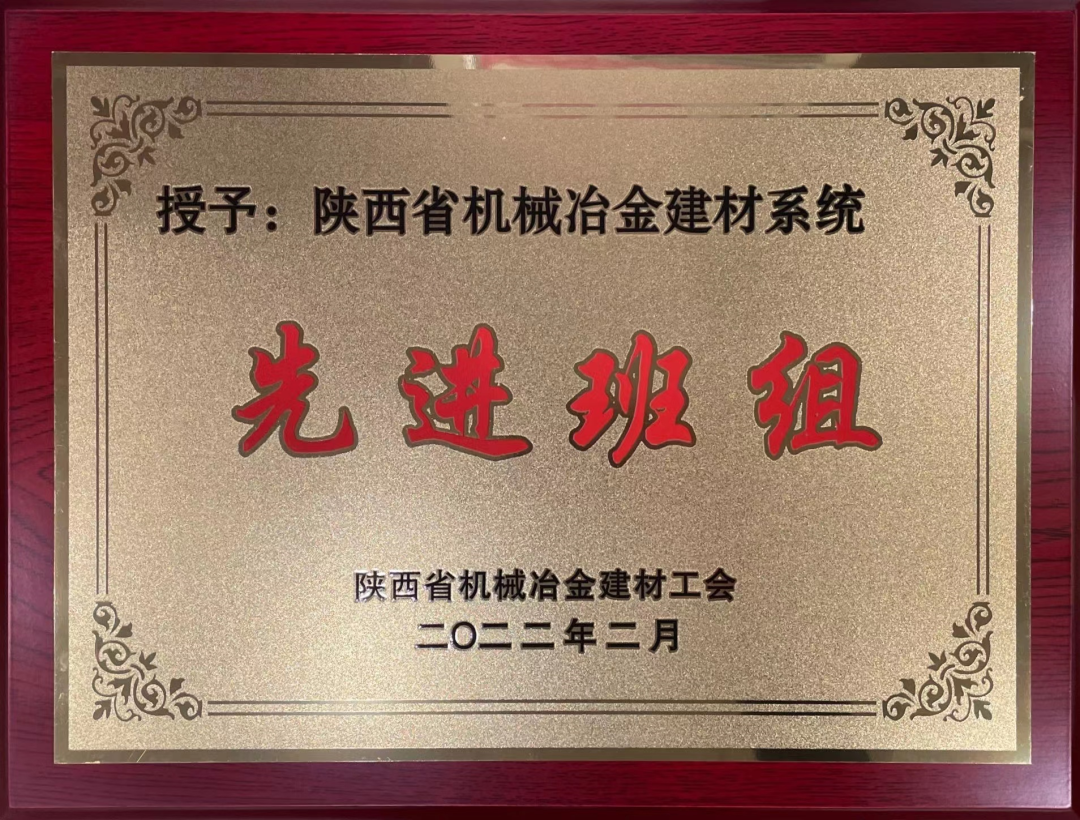 授予：陕西省机械冶金建材系统
先进班组
陕西省机械冶金建材工会
二〇二二年二月